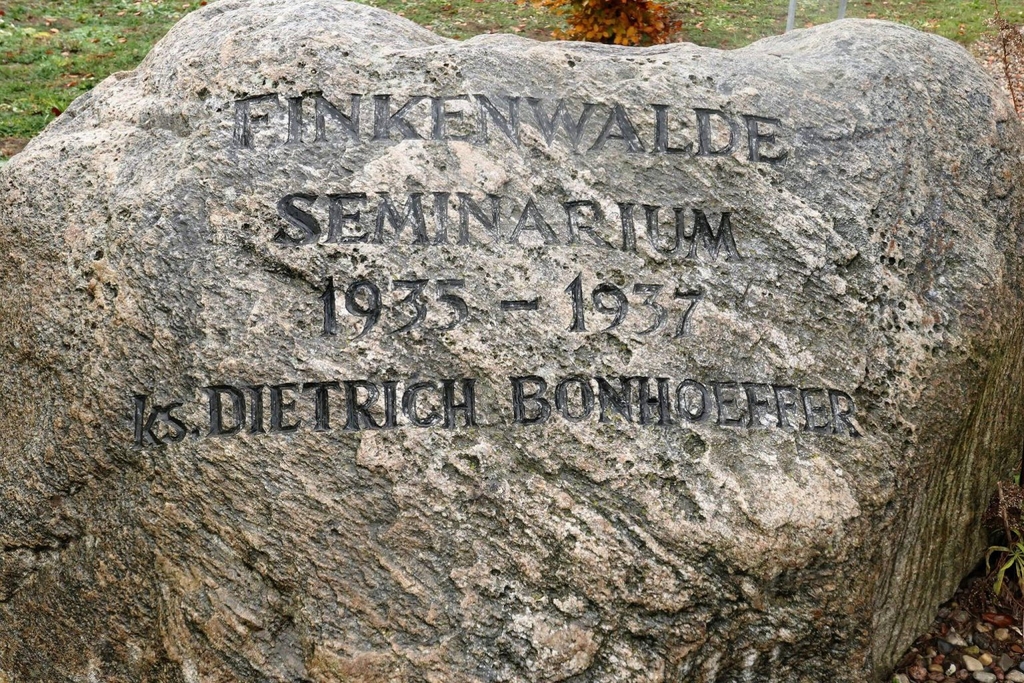 FINKENWALDE
SEMINARIUM
1935 - 1937
ks. DIETRICH BONHOEFFER